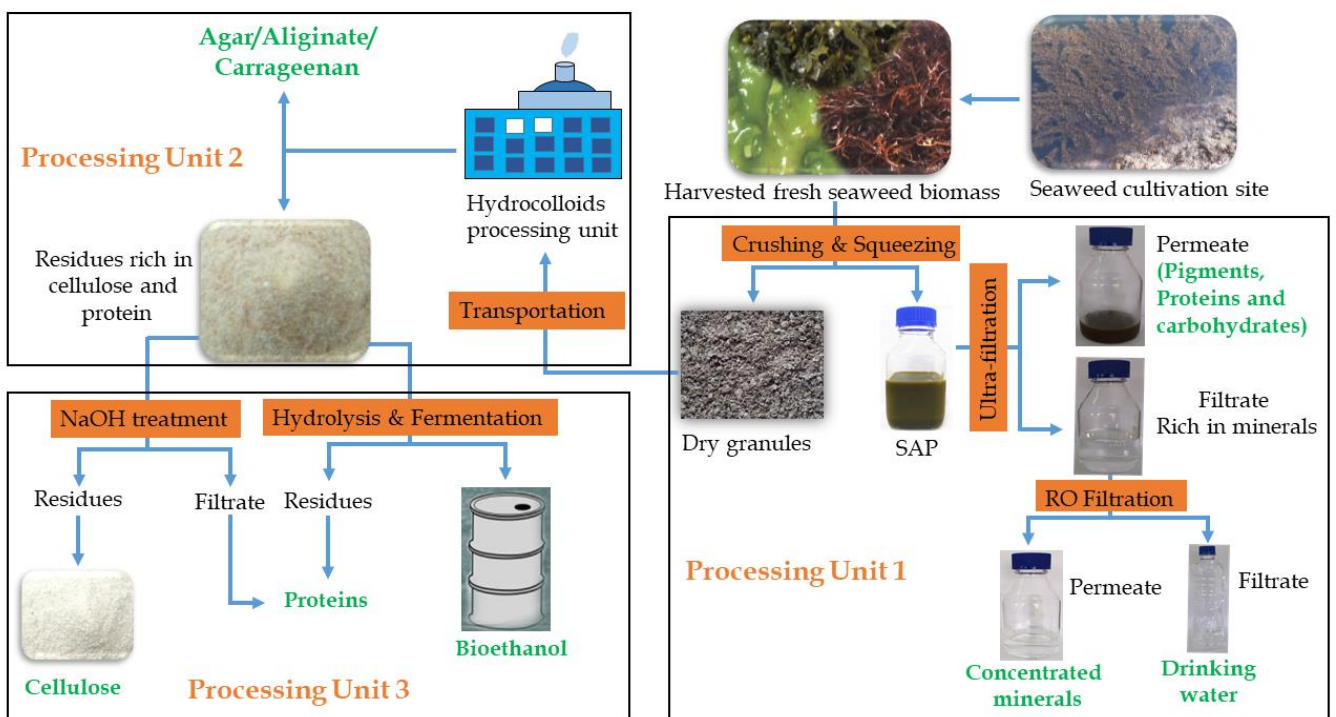 Agar/Aliginate/
Carrageenan
Processing Unit 2
Hydrocolloids
processing unit
Residues rich in
cellulose and
protein
Transportation
Harvested fresh seaweed biomass
Seaweed cultivation site
Crushing & Squeezing
Dry granules
SAP
Ultra-filtration
Permeate
(Pigments,
Proteins and
carbohydrates)
Filtrate
Rich in minerals
RO Filtration
Processing Unit 1
Permeate
Filtrate
Concentrated
minerals
Drinking
water
NaOH treatment
Hydrolysis & Fermentation
Residues
Filtrate
Residues
Proteins
Cellulose
Bioethanol
Processing Unit 3